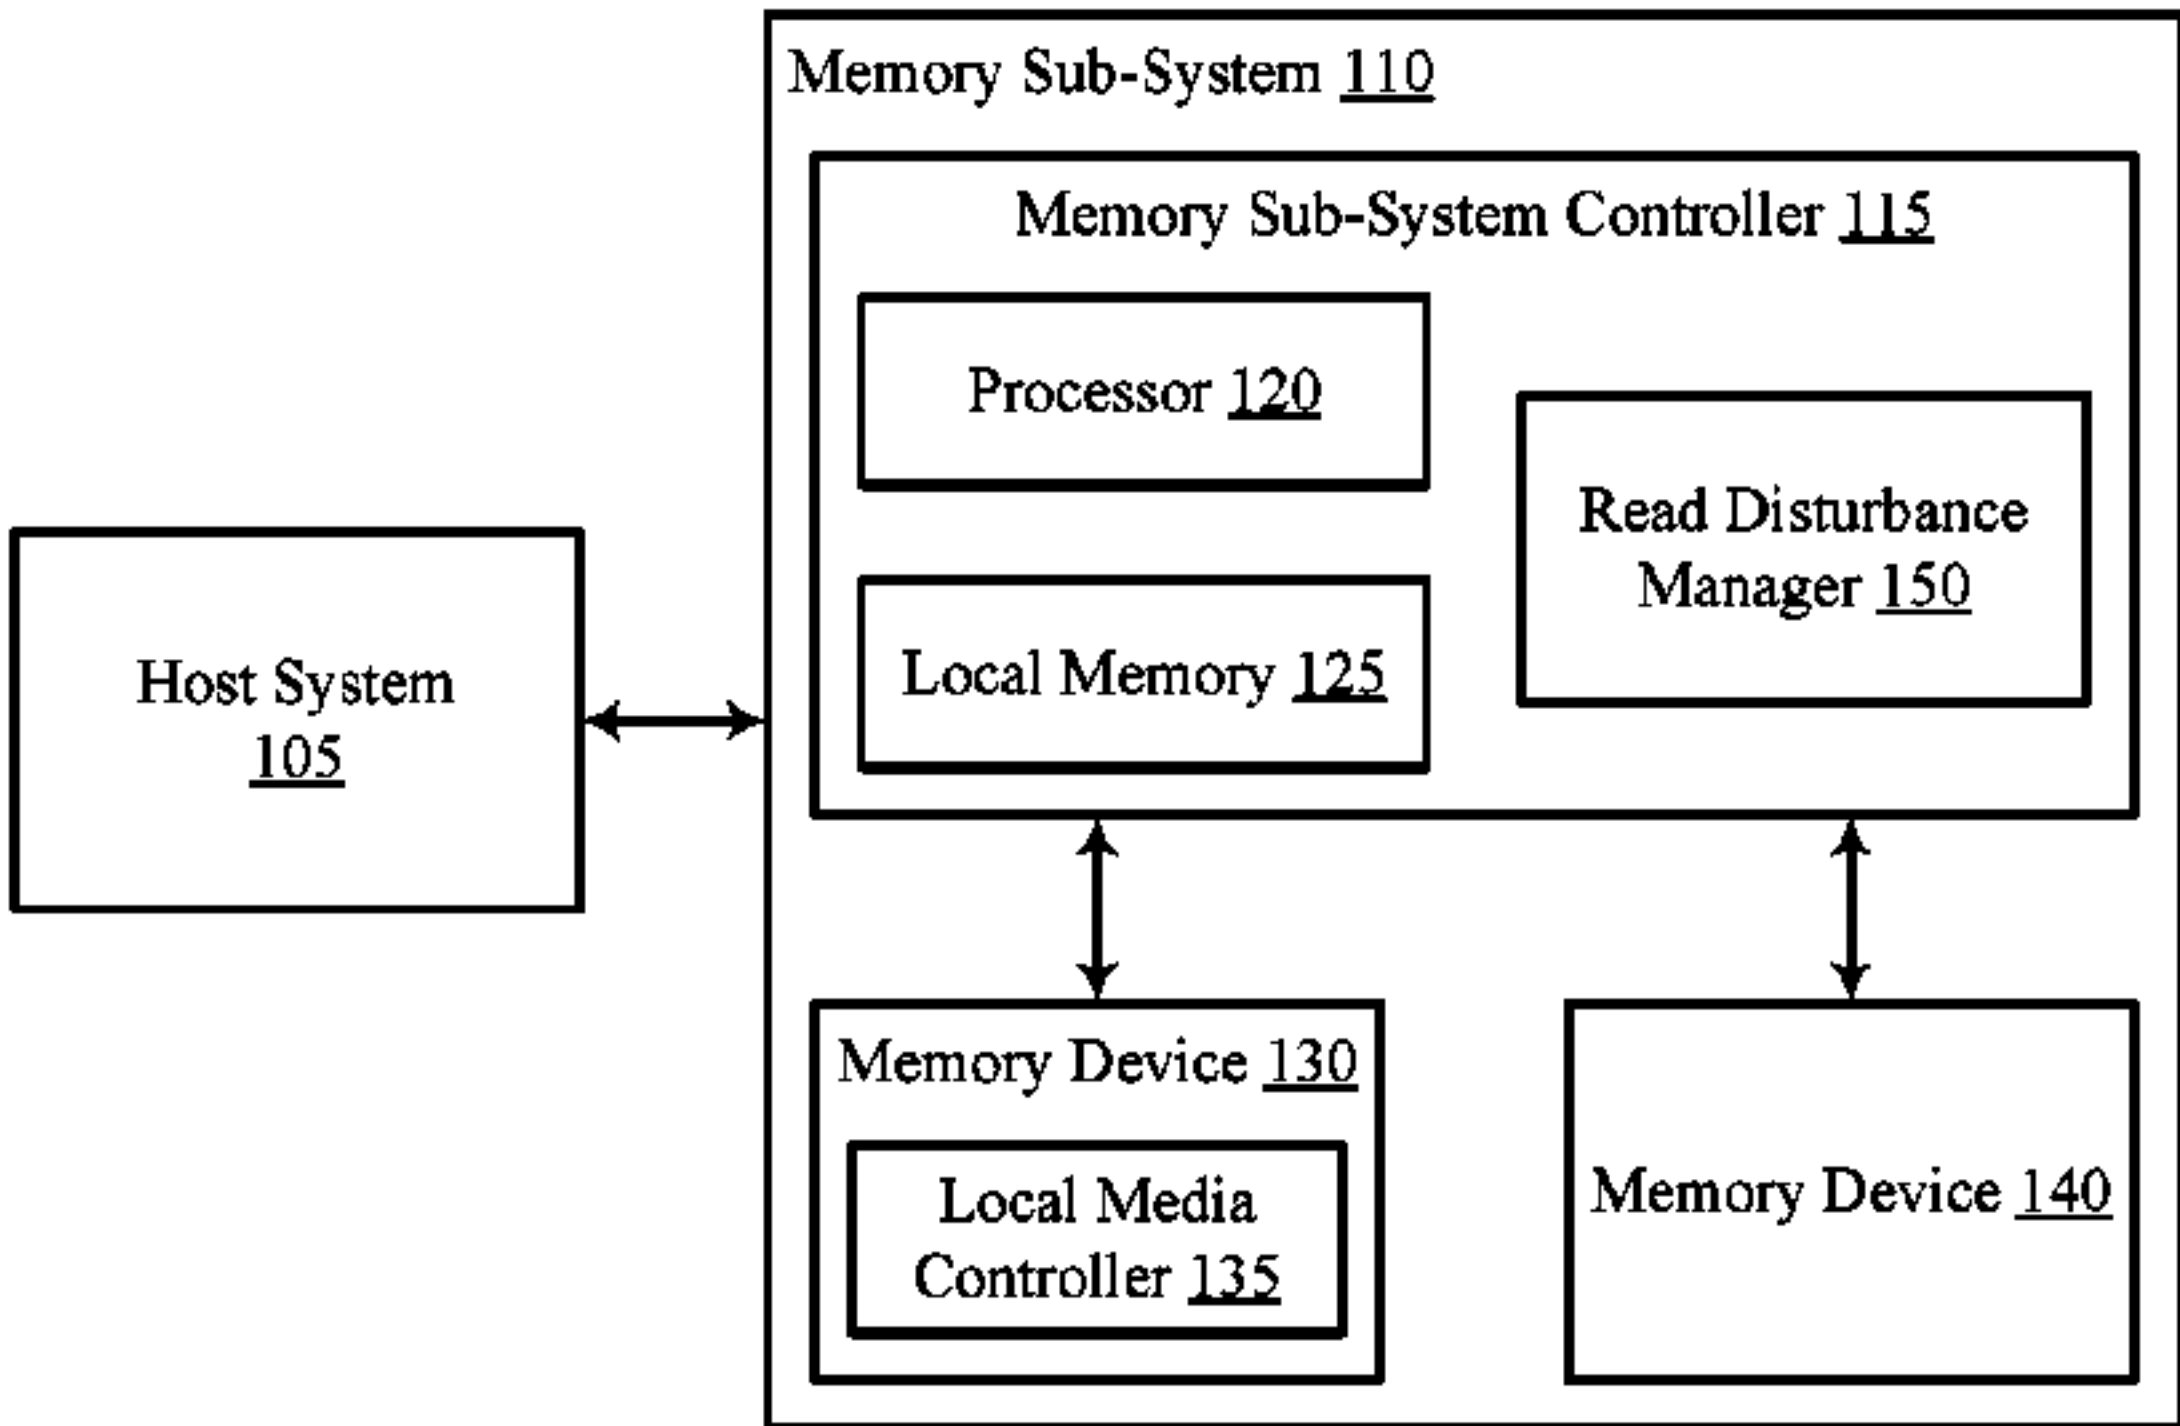 Memory Sub-System 110
Memory Sub-System Controller 115
Processor 120
Read Disturbance
Manager 150
Local Memory 125
Host System
105
Memory Device 130
Local Media
Controller 135
Memory Device 140